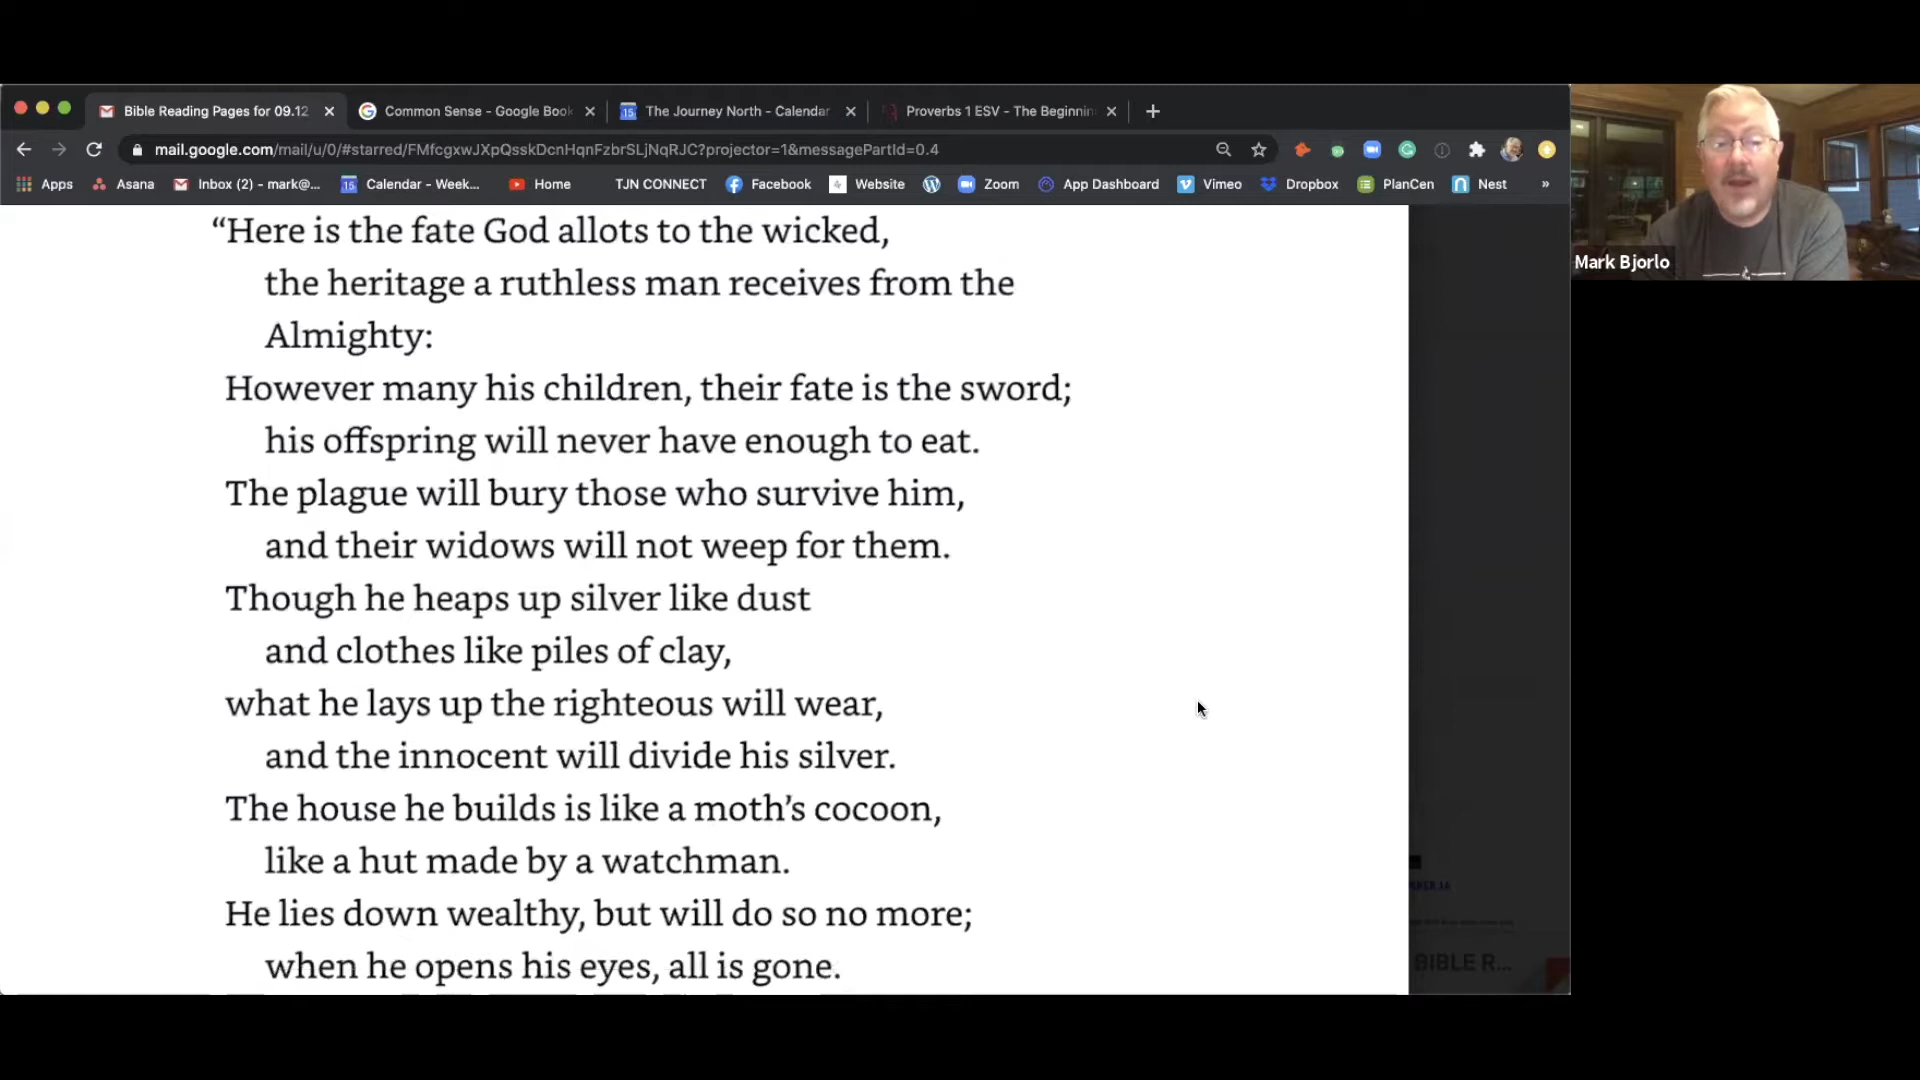 Bible Reading Pages for 09.12
Common Sense - Google Book
The Journey North - Calendar
Proverbs 1 ESV - The Beginnin
mail.google.com/mail/u/0/#starred/FMfcgxwJXpQsskDcnHqnFzbrSLjNqRJC?projector=1&messagePartId=0.4
Apps Asana Inbox (2) - mark@... 15 Calendar - Week... Home TJN CONNECT Facebook Website Zoom App Dashboard Vimeo Dropbox PlanCen Nest »
“Here is the fate God allots to the wicked,
the heritage a ruthless man receives from the
Almighty:
However many his children, their fate is the sword;
his offspring will never have enough to eat.
The plague will bury those who survive him,
and their widows will not weep for them.
Though he heaps up silver like dust
and clothes like piles of clay,
what he lays up the righteous will wear,
and the innocent will divide his silver.
The house he builds is like a moth’s cocoon,
like a hut made by a watchman.
He lies down wealthy, but will do so no more;
when he opens his eyes, all is gone.
BIBLE R...
Mark Bjorlo